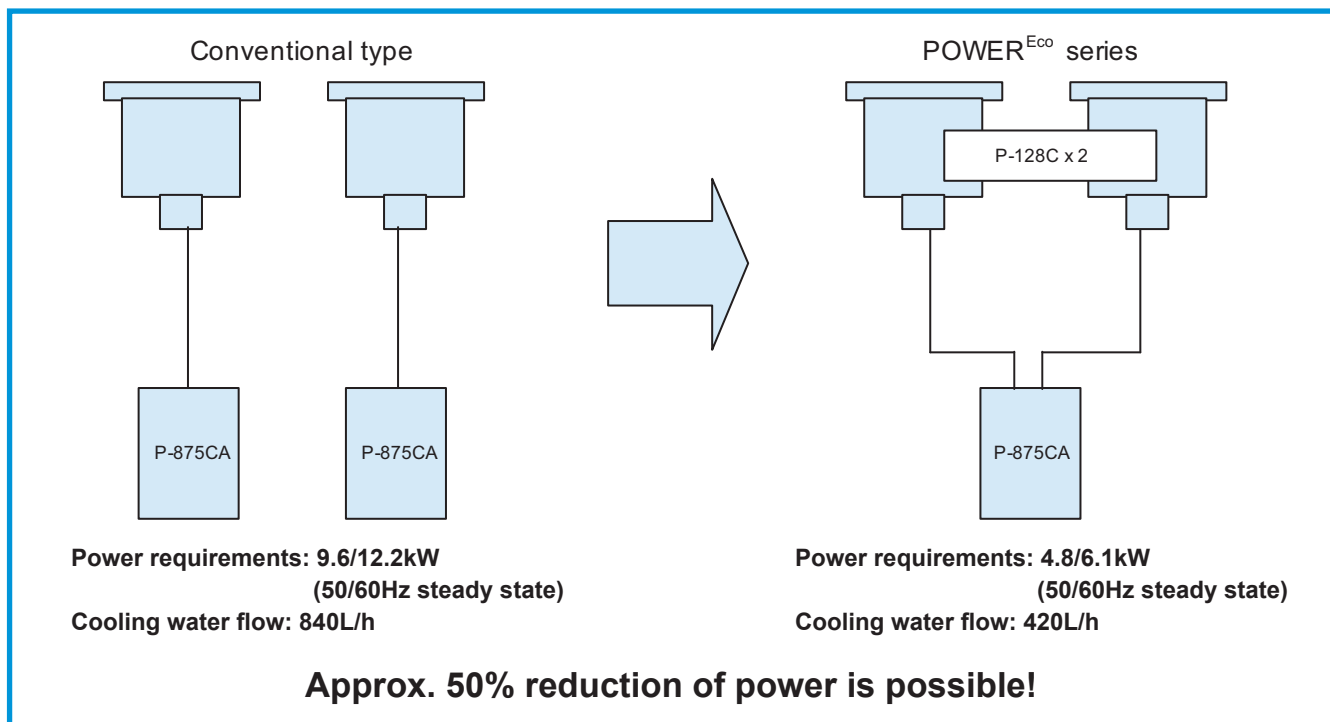 Conventional type
P-875CA
P-875CA
Power requirements: 9.6/12.2kW
(50/60Hz steady state)
Cooling water flow: 840L/h
POWER^Eco series
P-128C x 2
P-875CA
Power requirements: 4.8/6.1kW
(50/60Hz steady state)
Cooling water flow: 420L/h
Approx. 50% reduction of power is possible!